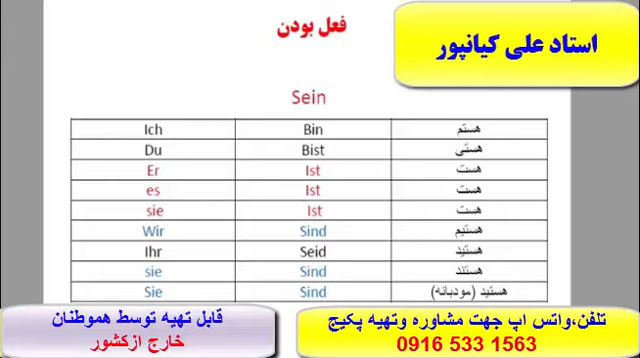 فعل بودن
استاد علی کیانپور
Sein
Ich Bin هستم
Du Bist هستی
Er Ist هست
es Ist هست
sie Ist هست
Wir Sind هستیم
Ihr Seid هستید
sie Sind هستند
Sie Sind هستید (مودبانه)
قابل تهیه توسط هموطنان
خارج ازکشور
تلفن،واتس اپ جهت مشاوره وتهیه پکیج
0916 533 1563